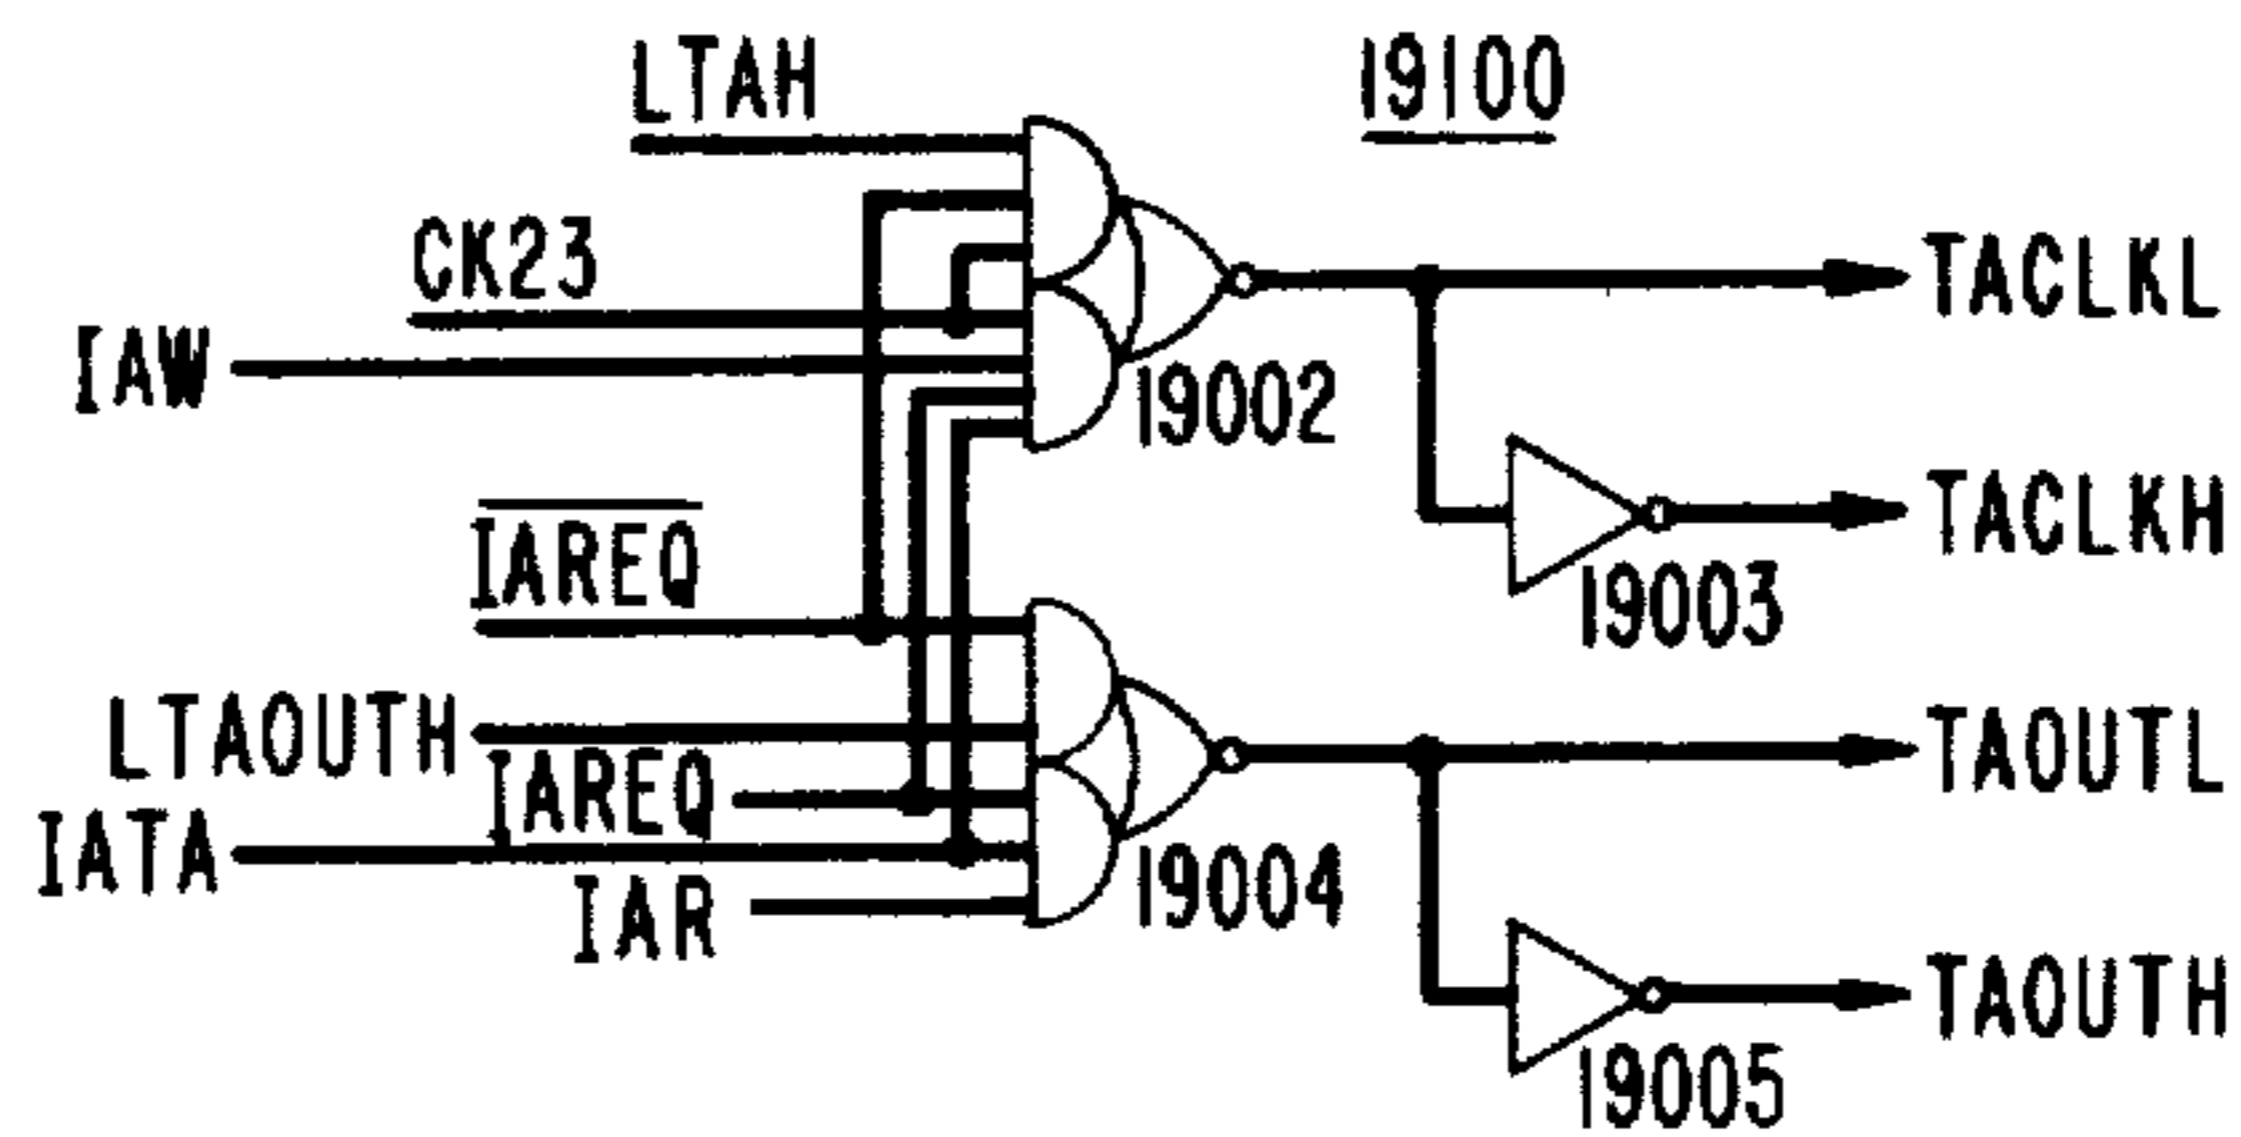 LTAH
19100
CK23
TACLKL
IAW
19002
IAREQ
TACLKH
19003
LTAOUTH
TAOUTL
IAREQ
IATA
19004
IAR
TAOUTH
19005